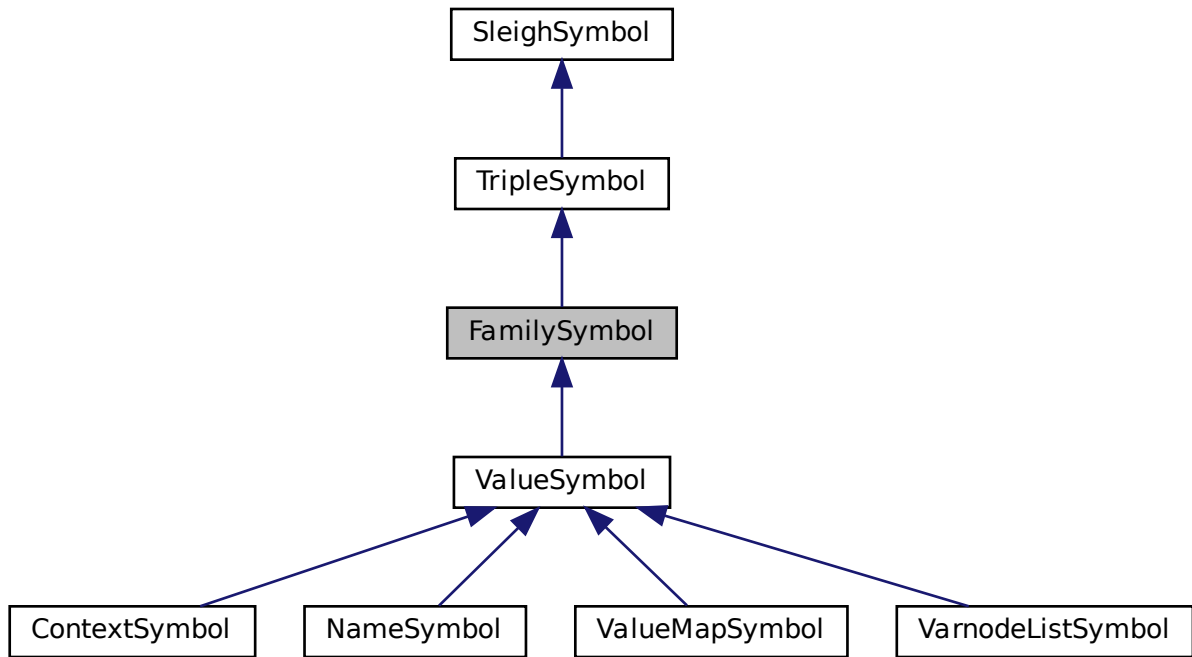 SleighSymbol
TripleSymbol
FamilySymbol
ValueSymbol
ContextSymbol
NameSymbol
ValueMapSymbol
VarnodeListSymbol